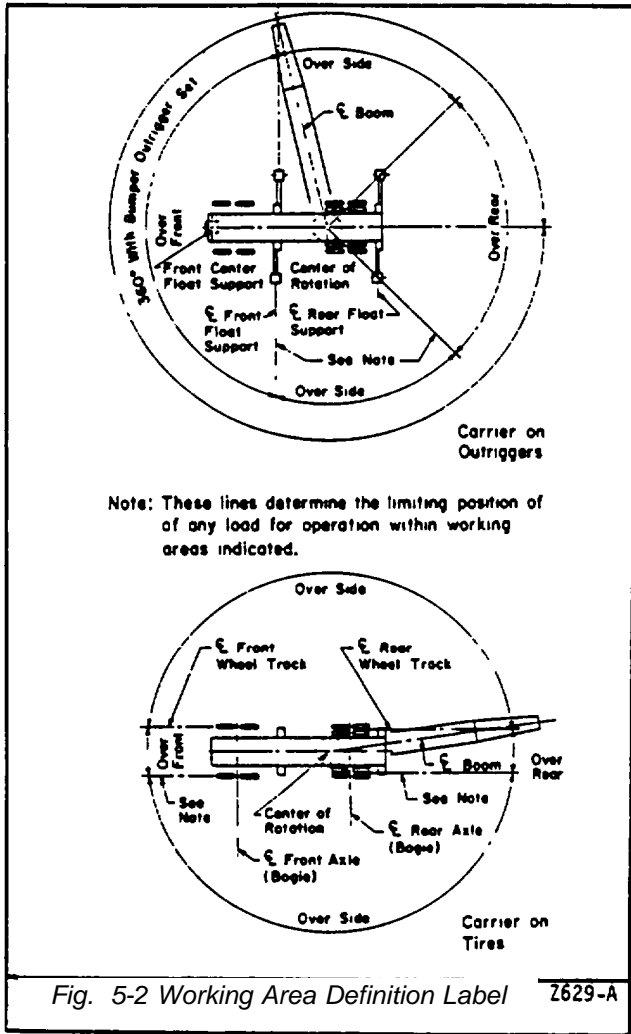 Over Side
℄ Boom
360° With Bumper Outrigger Set
Over
Front
Over Rear
Front Center
Float Support
Center of
Rotation
℄ Front
Float
Support
℄ Rear Float
Support
See Note
Over Side
Carrier on
Outriggers
Note: These lines determine the limiting position of
of any load for operation within working
areas indicated.
Over Side
℄ Front
Wheel Track
℄ Rear
Wheel Track
Over
Front
℄ Boom
Over
Rear
See
Note
See Note
Center of
Rotation
℄ Rear Axle
(Bogie)
℄ Front Axle
(Bogie)
Over Side
Carrier on
Tires
Fig. 5-2 Working Area Definition Label
Z629-A